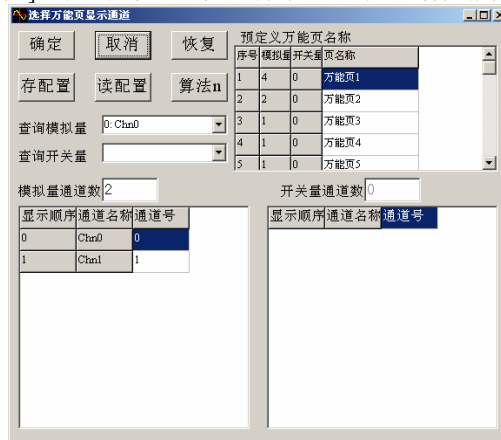 选择万能页显示通道
确定 取消 恢复
预定义万能页名称
序号 模拟量 开关量 页名称
1 4 0 万能页1
2 2 0 万能页2
3 1 0 万能页3
4 1 0 万能页4
5 1 0 万能页5
存配置 读配置 算法n
查询模拟量 0: Chn0
查询开关量
模拟量通道数 2
开关量通道数 0
显示顺序 通道名称 通道号
0 Chn0 0
1 Chn1 1
显示顺序 通道名称 通道号